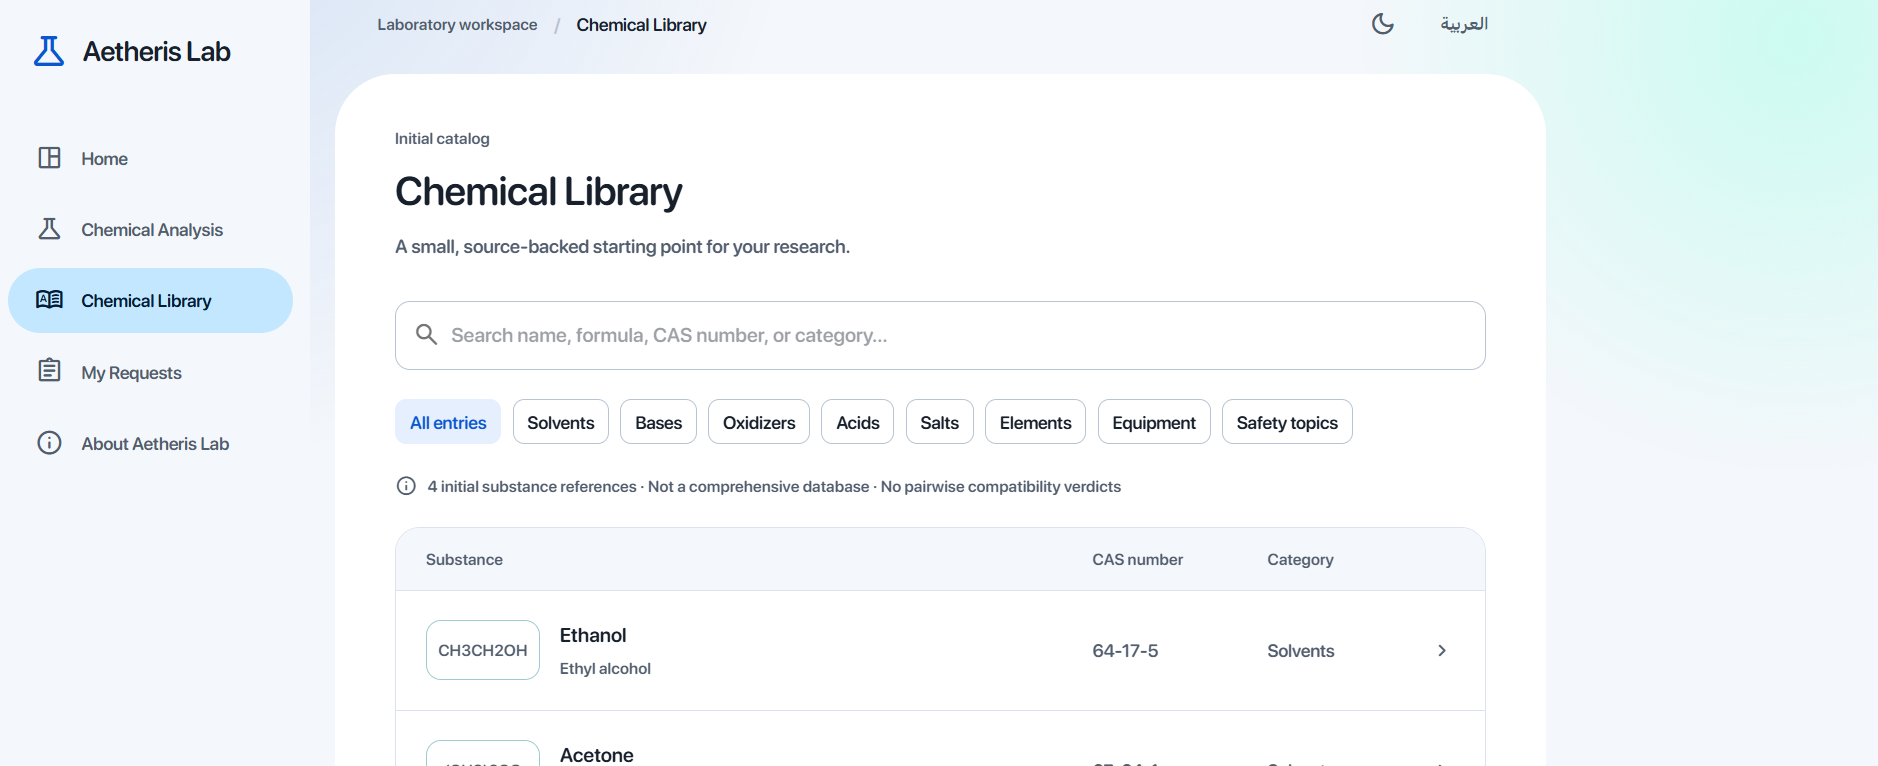 Aetheris Lab
Home
Chemical Analysis
Chemical Library
My Requests
About Aetheris Lab
Laboratory workspace / Chemical Library
العربية
Initial catalog
Chemical Library
A small, source-backed starting point for your research.
Search name, formula, CAS number, or category...
All entries Solvents Bases Oxidizers Acids Salts Elements Equipment Safety topics
4 initial substance references · Not a comprehensive database · No pairwise compatibility verdicts
Substance CAS number Category
CH3CH2OH Ethanol 64-17-5 Solvents
Ethyl alcohol
Acetone